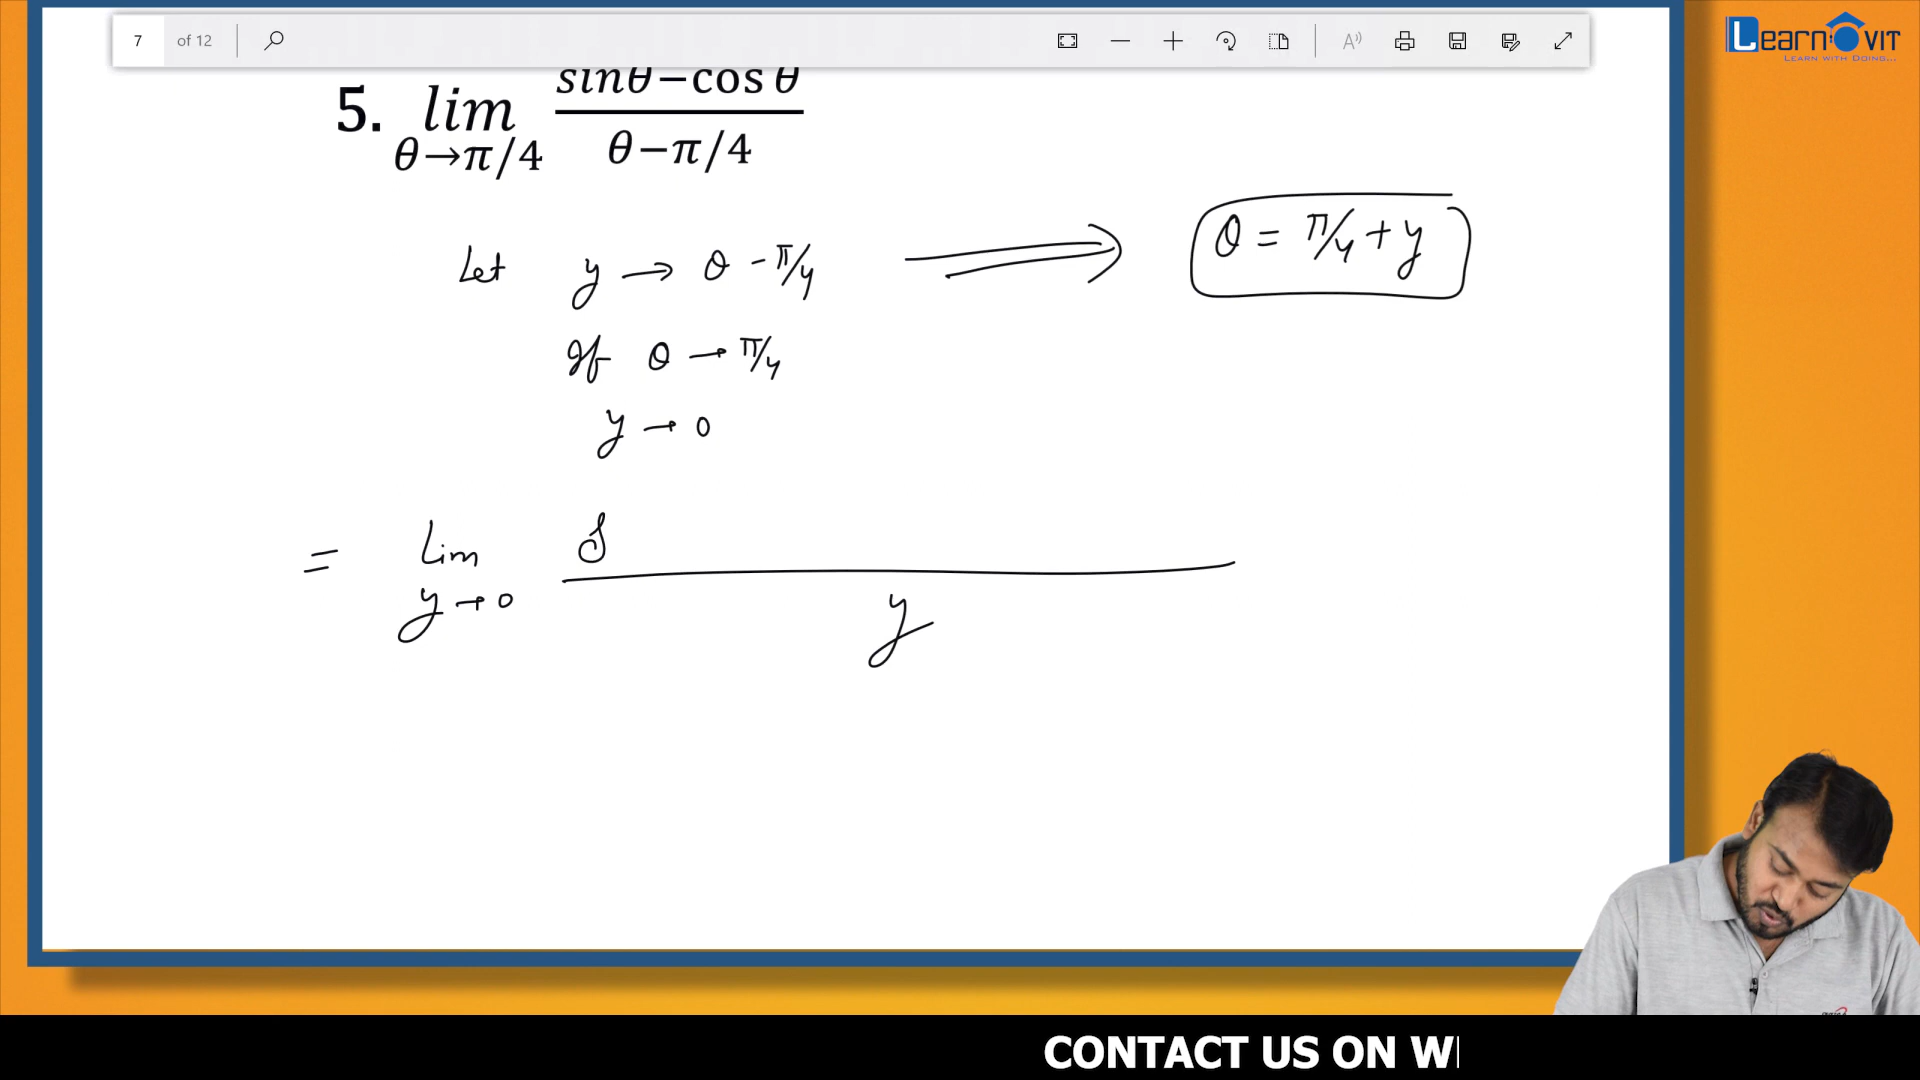 7 of 12
LearnOvit
Learn with Doing...
5. lim sinθ−cos θ
θ→π/4 θ−π/4
Let y → θ - π/4 ⟹ θ = π/4 + y
If θ → π/4
y → 0
= Lim S
y → 0 y
CONTACT US ON W